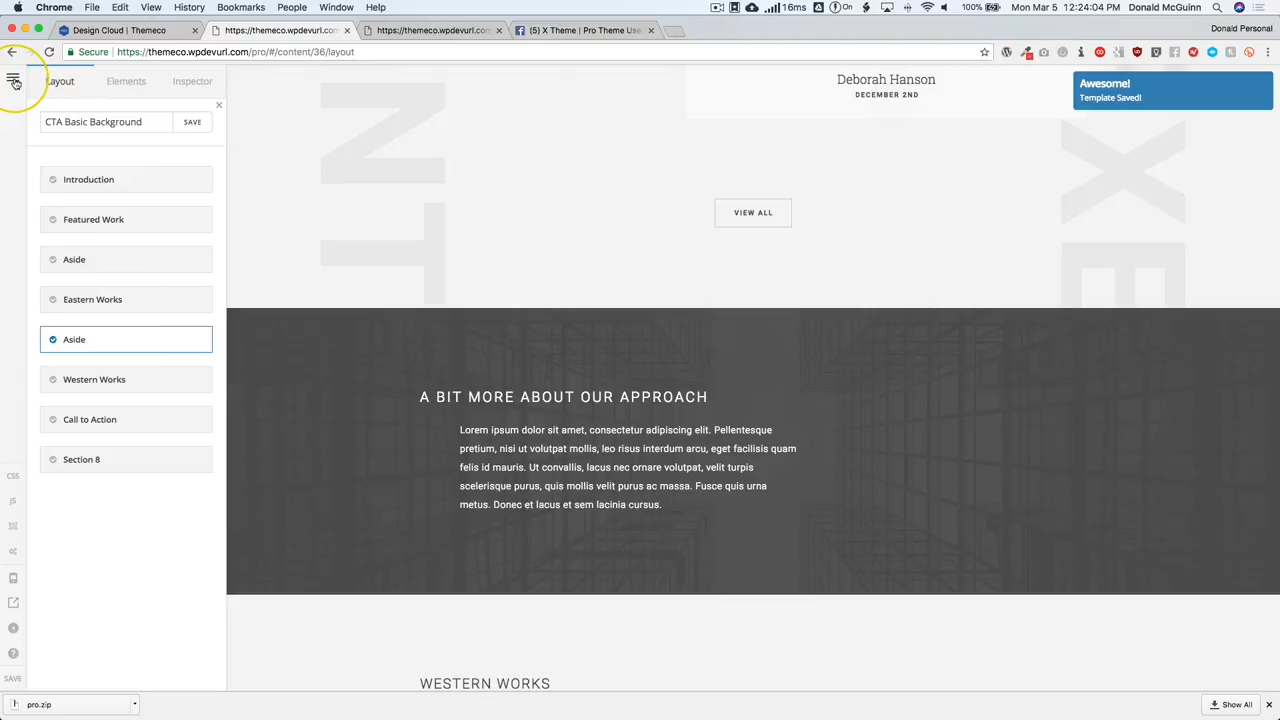 Chrome File Edit View History Bookmarks People Window Help 16ms On 100% Mon Mar 5 12:24:04 PM Donald McGuinn
Design Cloud | Themeco × https://themeco.wpdevurl.com/ × https://themeco.wpdevurl.com/ × (5) X Theme | Pro Theme Use × Donald Personal
Secure https://themeco.wpdevurl.com/pro/#/content/36/layout
Layout Elements Inspector
CTA Basic Background SAVE
Introduction
Featured Work
Aside
Eastern Works
Aside
Western Works
Call to Action
Section 8
CSS
JS
SAVE
Deborah Hanson
DECEMBER 2ND
Awesome!
Template Saved!
NT
XE
VIEW ALL
A BIT MORE ABOUT OUR APPROACH
Lorem ipsum dolor sit amet, consectetur adipiscing elit. Pellentesque
pretium, nisi ut volutpat mollis, leo risus interdum arcu, eget facilisis quam
felis id mauris. Ut convallis, lacus nec ornare volutpat, velit turpis
scelerisque purus, quis mollis velit purus ac massa. Fusce quis urna
metus. Donec et lacus et sem lacinia cursus.
WESTERN WORKS
pro.zip
Show All